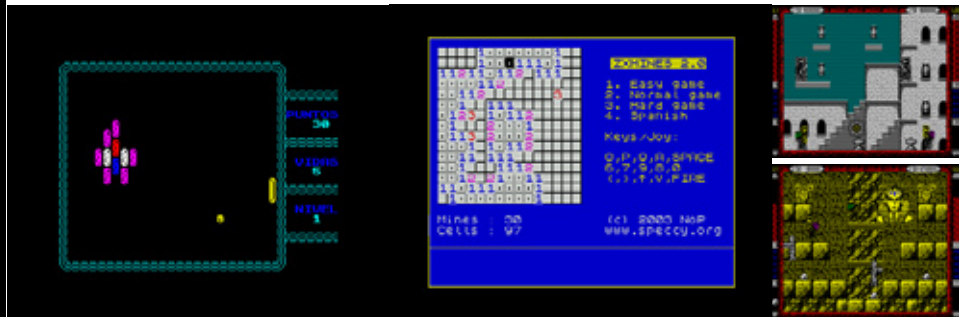 PUNTOS
30
VIDAS
5
NIVEL
1
ZOMINES 2.0
1. Easy game
2. Normal game
3. Hard game
4. Spanish
Keys/Joy:
O,P,Q,A,SPACE
6,7,8,9,0
Mines : 30
Cells : 97
(c) 2003 NoP
www.speccy.org